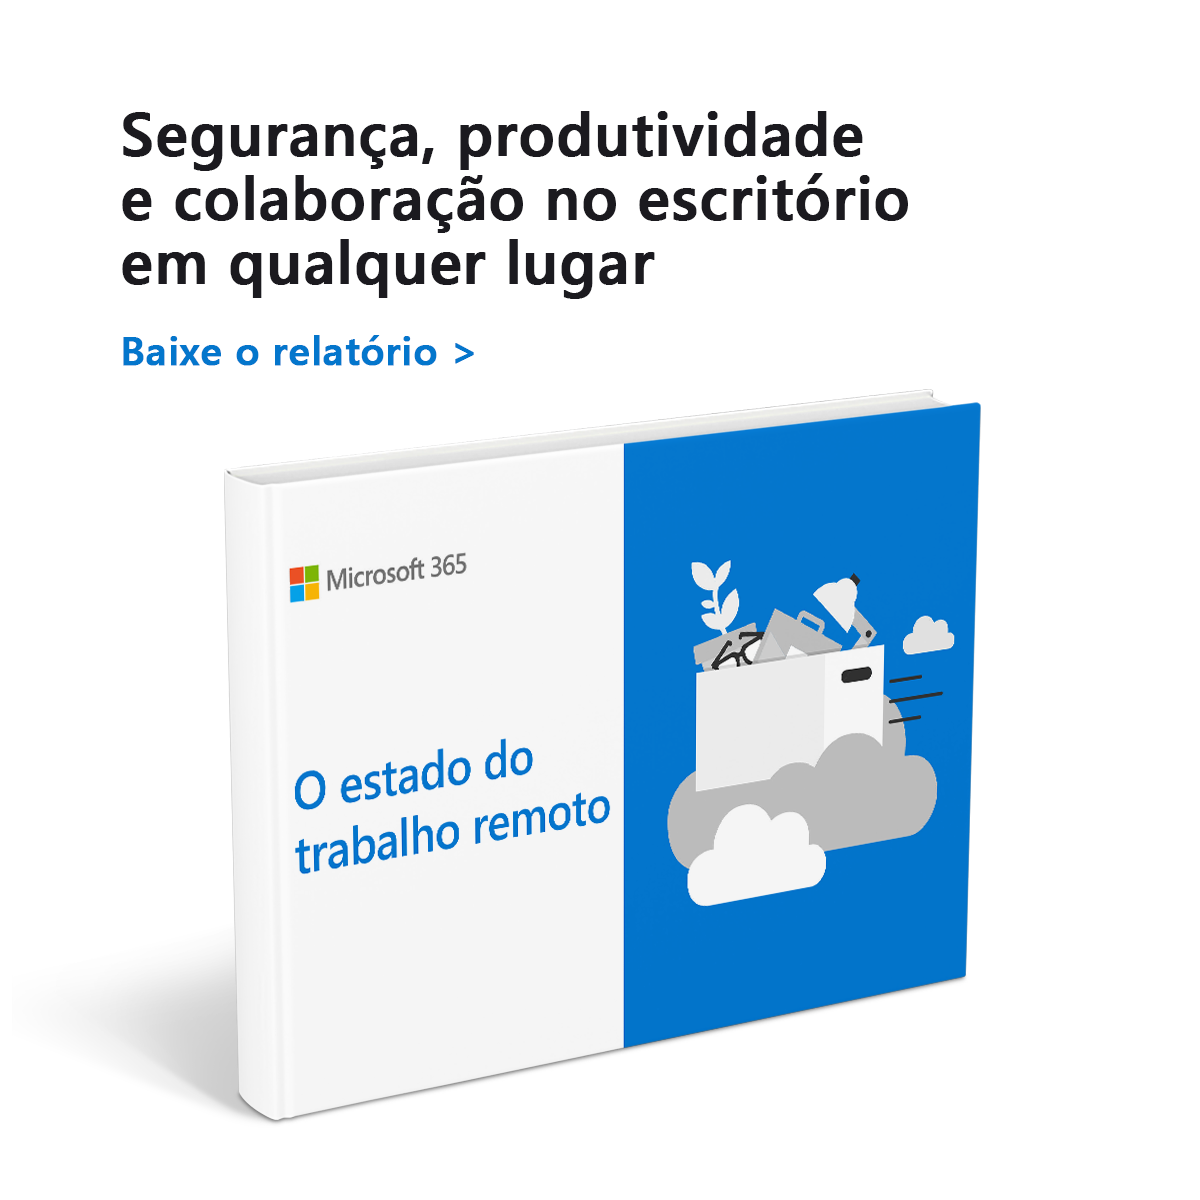 Segurança, produtividade
e colaboração no escritório
em qualquer lugar
Baixe o relatório >
Microsoft 365
O estado do
trabalho remoto